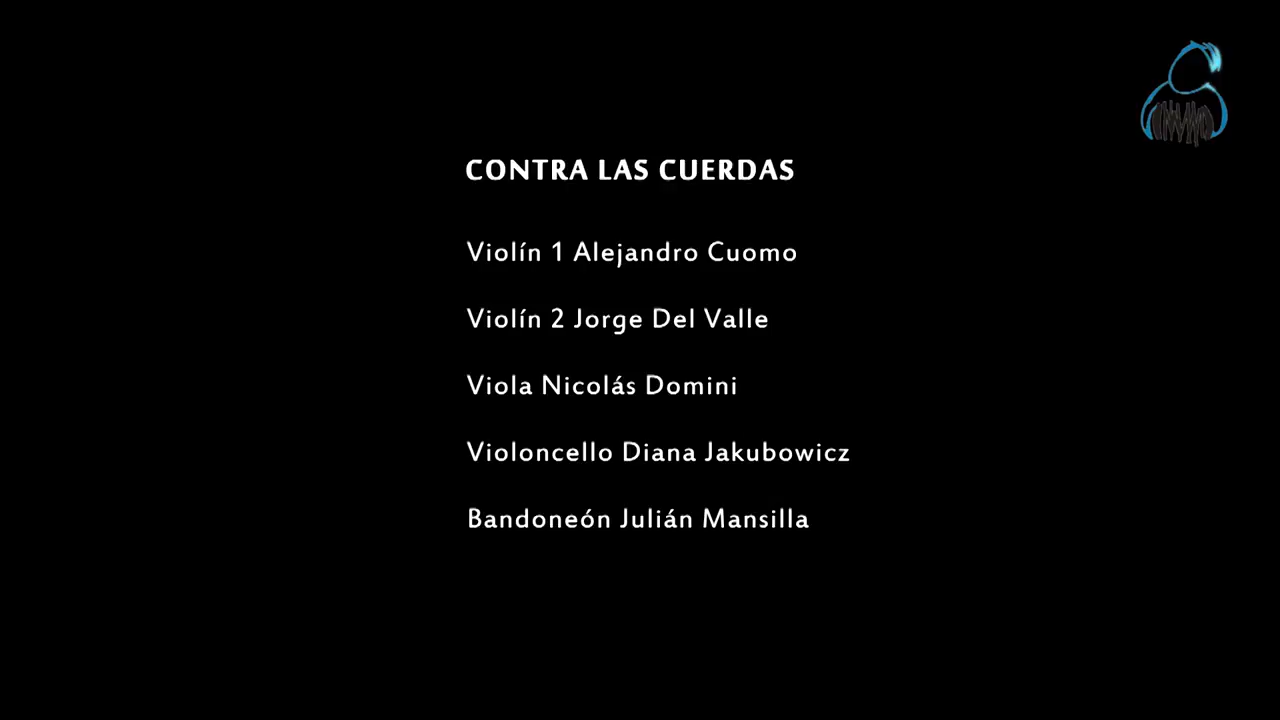 CONTRA LAS CUERDAS
Violín 1 Alejandro Cuomo
Violín 2 Jorge Del Valle
Viola Nicolás Domini
Violoncello Diana Jakubowicz
Bandoneón Julián Mansilla